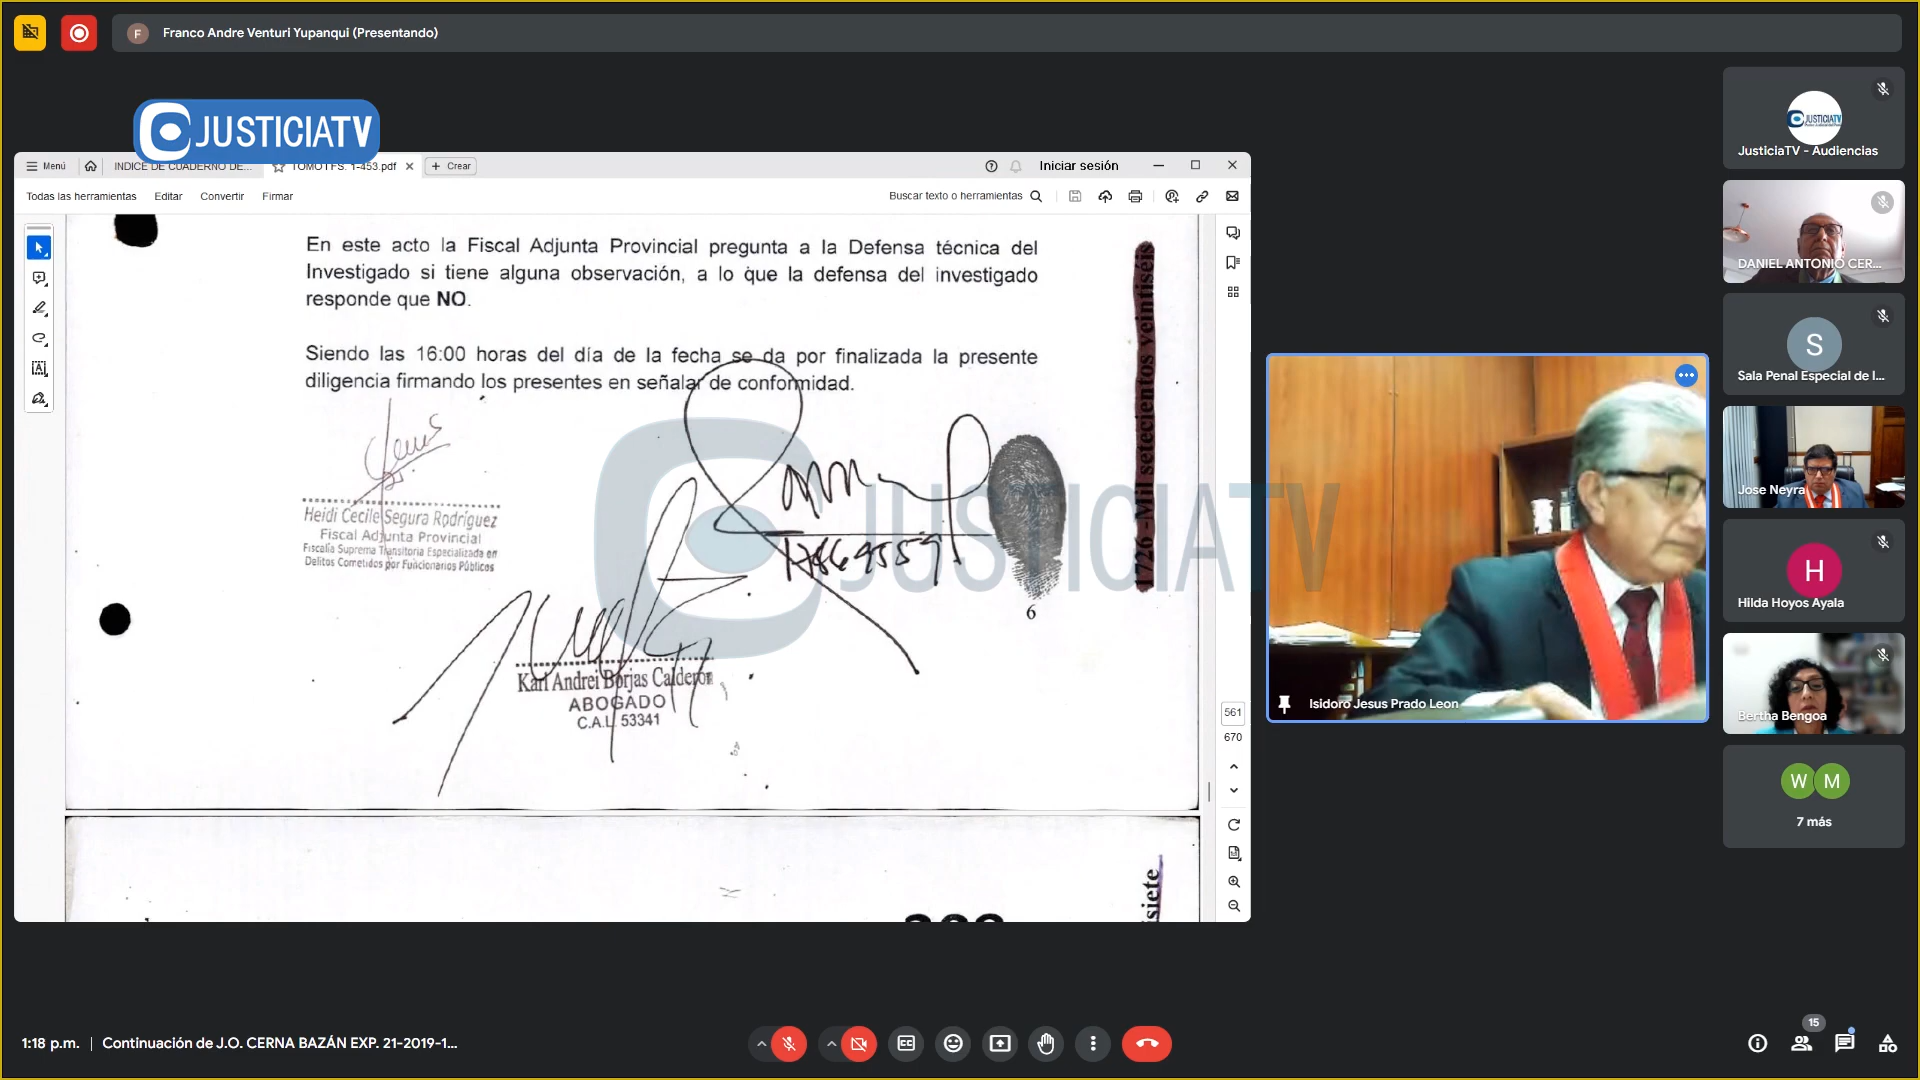 Franco Andre Venturi Yupanqui (Presentando)
JUSTICIATV
Menú
INDICE DE CUADERNO DE...
TOMO I FS. 1-453.pdf
Crear
Iniciar sesión
Todas las herramientas
Editar
Convertir
Firmar
Buscar texto o herramientas
En este acto la Fiscal Adjunta Provincial pregunta a la Defensa técnica del
Investigado si tiene alguna observación, a lo que la defensa del investigado
responde que NO.
Siendo las 16:00 horas del día de la fecha se da por finalizada la presente
diligencia firmando los presentes en señalar de conformidad.
Heidi Cecile Segura Rodríguez
Fiscal Adjunta Provincial
Fiscalía Suprema Transitoria Especializada en
Delitos Cometidos por Funcionarios Públicos
Karl Andrei Borjas Calderon
ABOGADO
C.A.L. 53341
6
1726 -Mil setecientos veintiséis
siete
JUSTICIATV
561
670
Isidoro Jesus Prado Leon
JUSTICIATV
JusticiaTV - Audiencias
DANIEL ANTONIO CER...
S
Sala Penal Especial de l...
Jose Neyra
H
Hilda Hoyos Ayala
Bertha Bengoa
W M
7 más
1:18 p.m.
Continuación de J.O. CERNA BAZÁN EXP. 21-2019-1...
15